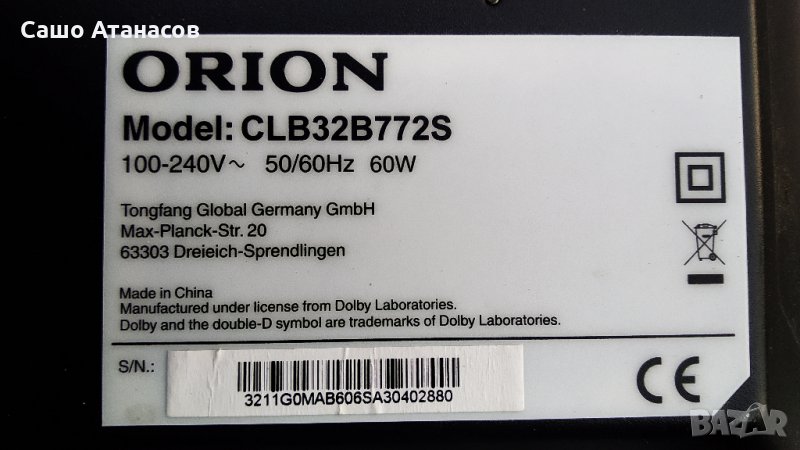 Сашо Атанасов
ORION
Model: CLB32B772S
100-240V~ 50/60Hz 60W
Tongfang Global Germany GmbH
Max-Planck-Str. 20
63303 Dreieich-Sprendlingen
Made in China
Manufactured under license from Dolby Laboratories.
Dolby and the double-D symbol are trademarks of Dolby Laboratories.
S/N.:
3211G0MAB606SA30402880
CE
BAZAR